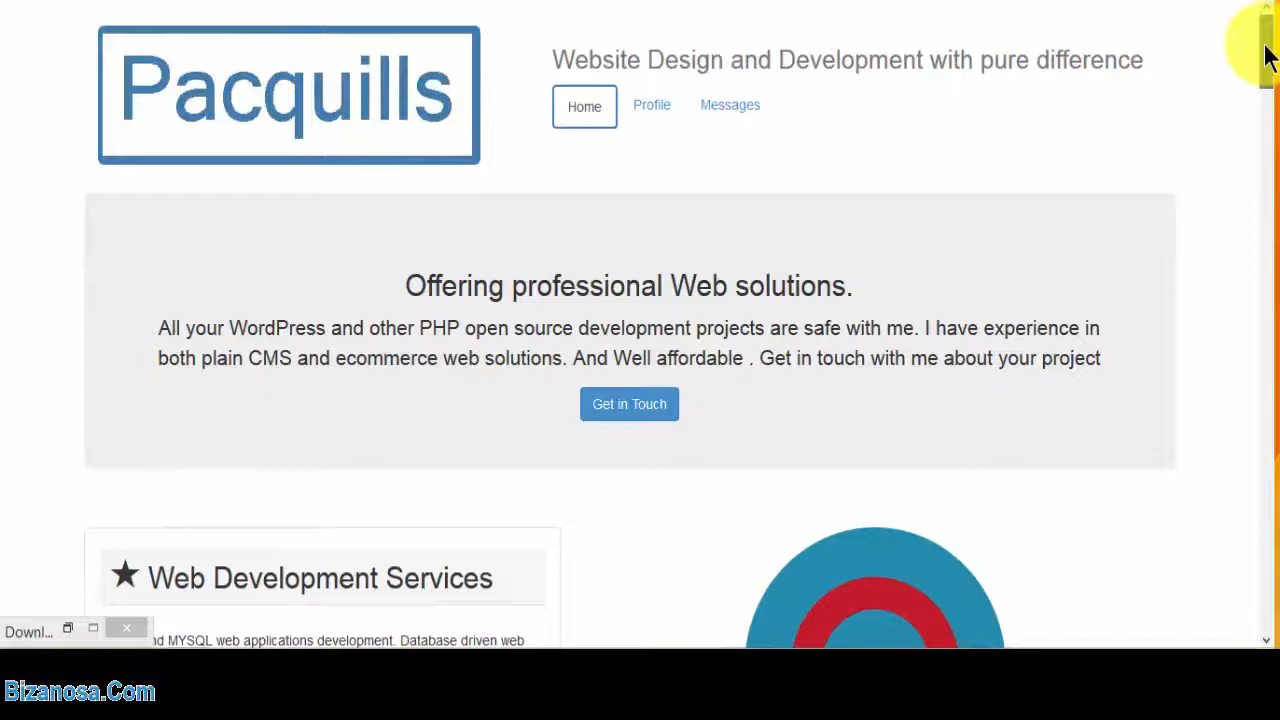 Pacquills
Website Design and Development with pure difference
Home Profile Messages
Offering professional Web solutions.
All your WordPress and other PHP open source development projects are safe with me. I have experience in
both plain CMS and ecommerce web solutions. And Well affordable . Get in touch with me about your project
Get in Touch
★ Web Development Services
MYSQL web applications development. Database driven web
Downl...
Bizanosa.Com